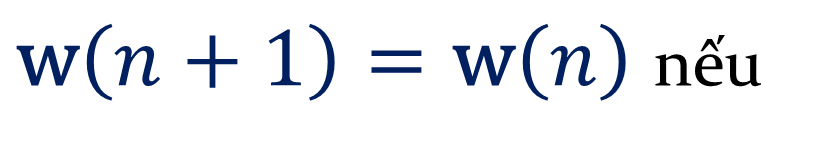 w(n + 1) = w(n) nếu